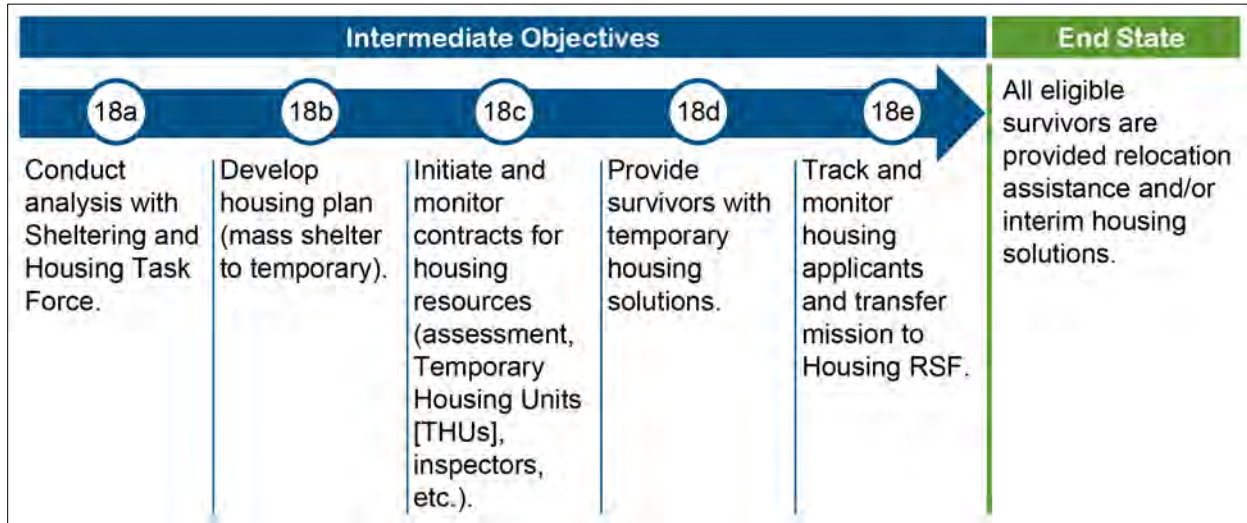 Intermediate Objectives
End State
18a
18b
18c
18d
18e
Conduct
analysis with
Sheltering and
Housing Task
Force.
Develop
housing plan
(mass shelter
to temporary).
Initiate and
monitor
contracts for
housing
resources
(assessment,
Temporary
Housing Units
[THUs],
inspectors,
etc.).
Provide
survivors with
temporary
housing
solutions.
Track and
monitor
housing
applicants
and transfer
mission to
Housing RSF.
All eligible
survivors are
provided relocation
assistance and/or
interim housing
solutions.